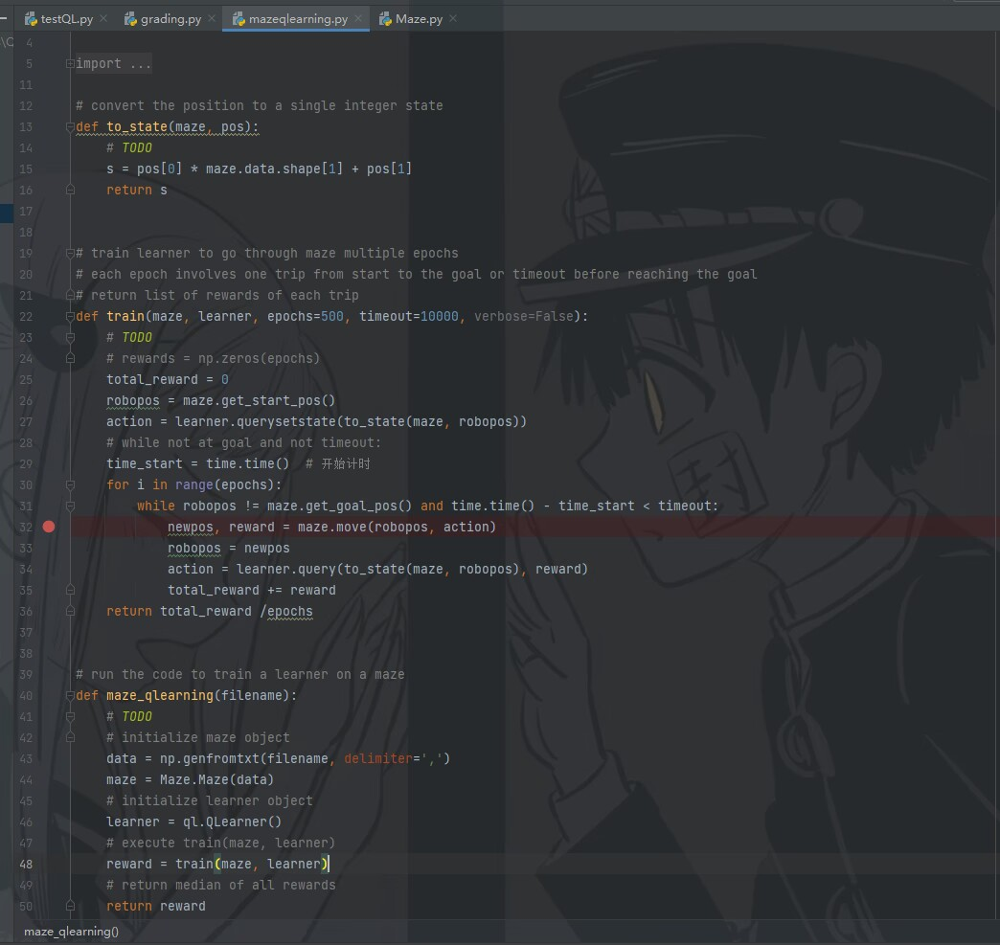 testQL.py × grading.py × mazeqlearning.py × Maze.py ×
4
5 import ...
11
12 # convert the position to a single integer state
13 def to_state(maze, pos):
14 # TODO
15 s = pos[0] * maze.data.shape[1] + pos[1]
16 return s
17
18
19 # train learner to go through maze multiple epochs
20 # each epoch involves one trip from start to the goal or timeout before reaching the goal
21 # return list of rewards of each trip
22 def train(maze, learner, epochs=500, timeout=10000, verbose=False):
23 # TODO
24 # rewards = np.zeros(epochs)
25 total_reward = 0
26 robopos = maze.get_start_pos()
27 action = learner.querysetstate(to_state(maze, robopos))
28 # while not at goal and not timeout:
29 time_start = time.time() # 开始计时
30 for i in range(epochs):
31 while robopos != maze.get_goal_pos() and time.time() - time_start < timeout:
32 newpos, reward = maze.move(robopos, action)
33 robopos = newpos
34 action = learner.query(to_state(maze, robopos), reward)
35 total_reward += reward
36 return total_reward /epochs
37
38
39 # run the code to train a learner on a maze
40 def maze_qlearning(filename):
41 # TODO
42 # initialize maze object
43 data = np.genfromtxt(filename, delimiter=',')
44 maze = Maze.Maze(data)
45 # initialize learner object
46 learner = ql.QLearner()
47 # execute train(maze, learner)
48 reward = train(maze, learner)
49 # return median of all rewards
50 return reward
maze_qlearning()
封